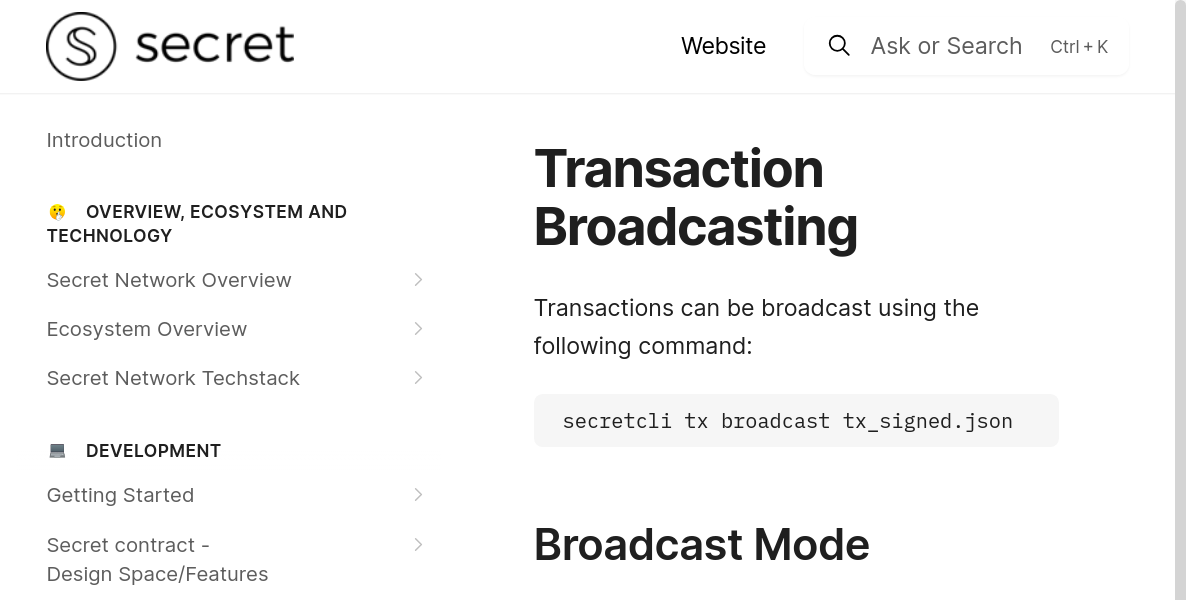 secret
Website
Ask or Search
Ctrl + K
Introduction
OVERVIEW, ECOSYSTEM AND
TECHNOLOGY
Secret Network Overview
Ecosystem Overview
Secret Network Techstack
DEVELOPMENT
Getting Started
Secret contract -
Design Space/Features
Transaction
Broadcasting
Transactions can be broadcast using the
following command:
secretcli tx broadcast tx_signed.json
Broadcast Mode